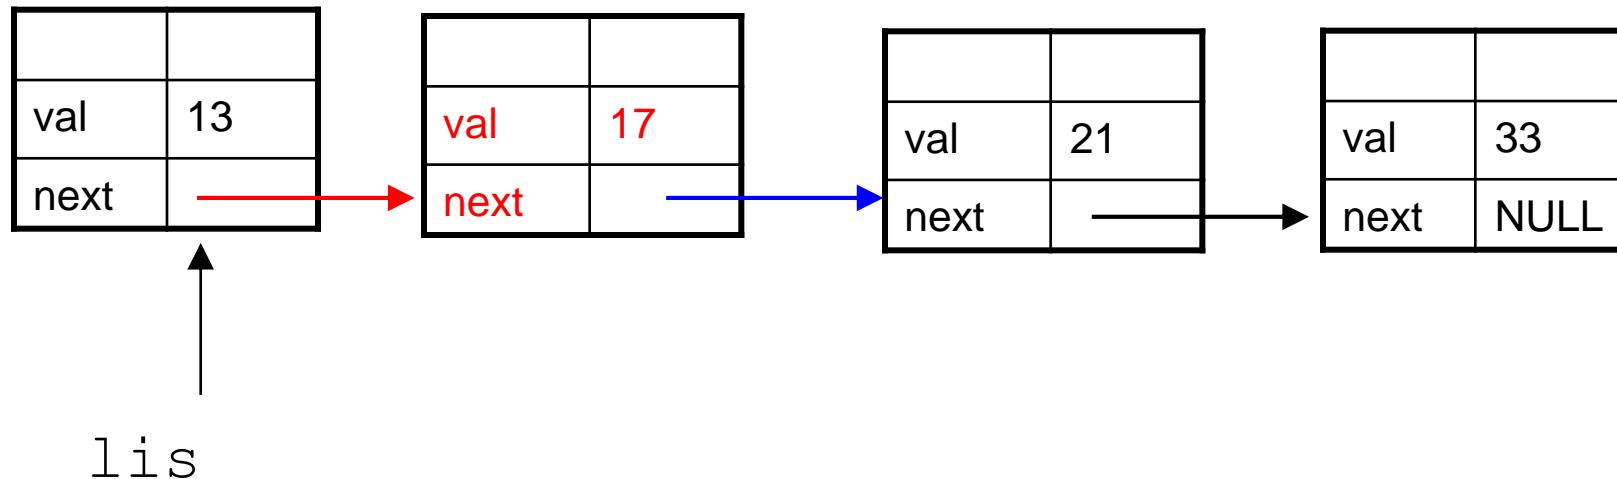 val 13
next
val 17
next
val 21
next
val 33
next NULL
lis